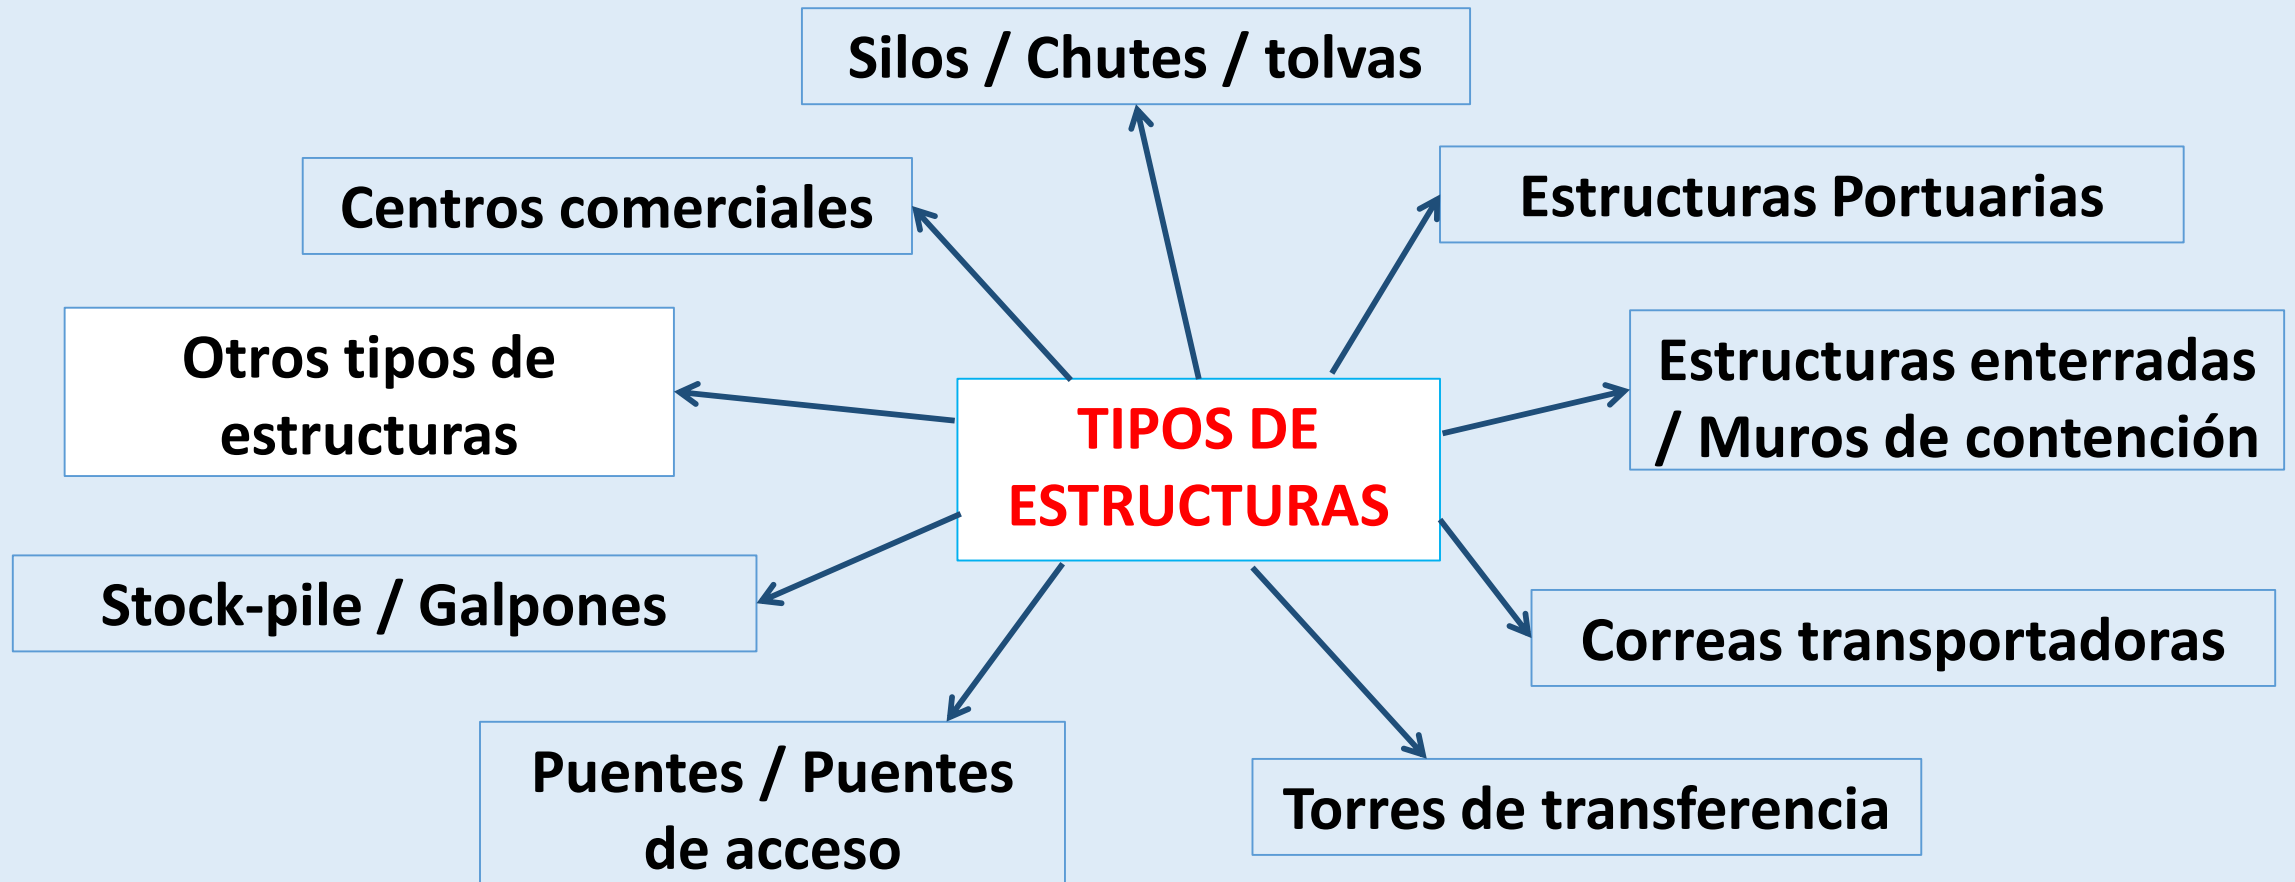 Silos / Chutes / tolvas
Centros comerciales
Estructuras Portuarias
Otros tipos de
estructuras
Estructuras enterradas
/ Muros de contención
TIPOS DE
ESTRUCTURAS
Stock-pile / Galpones
Correas transportadoras
Puentes / Puentes
de acceso
Torres de transferencia